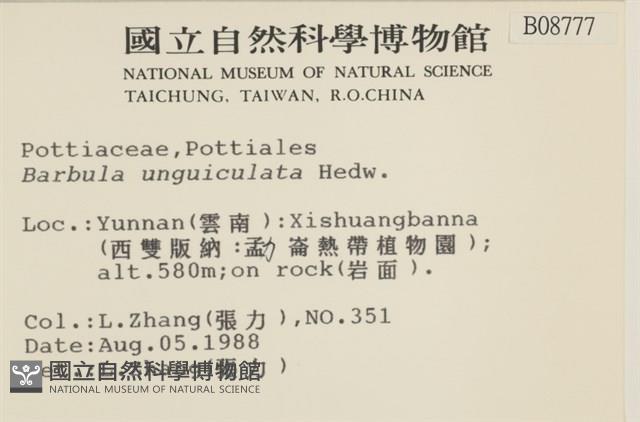 國立自然科學博物館
B08777
NATIONAL MUSEUM OF NATURAL SCIENCE
TAICHUNG, TAIWAN, R.O.CHINA
Pottiaceae,Pottiales
Barbula unguiculata Hedw.
Loc.:Yunnan(雲南):Xishuangbanna
(西雙版納:勐崙熱帶植物園);
alt.580m;on rock(岩面).
Col.:L.Zhang(張力),NO.351
Date:Aug.05.1988
國立自然科學博物館
NATIONAL MUSEUM OF NATURAL SCIENCE